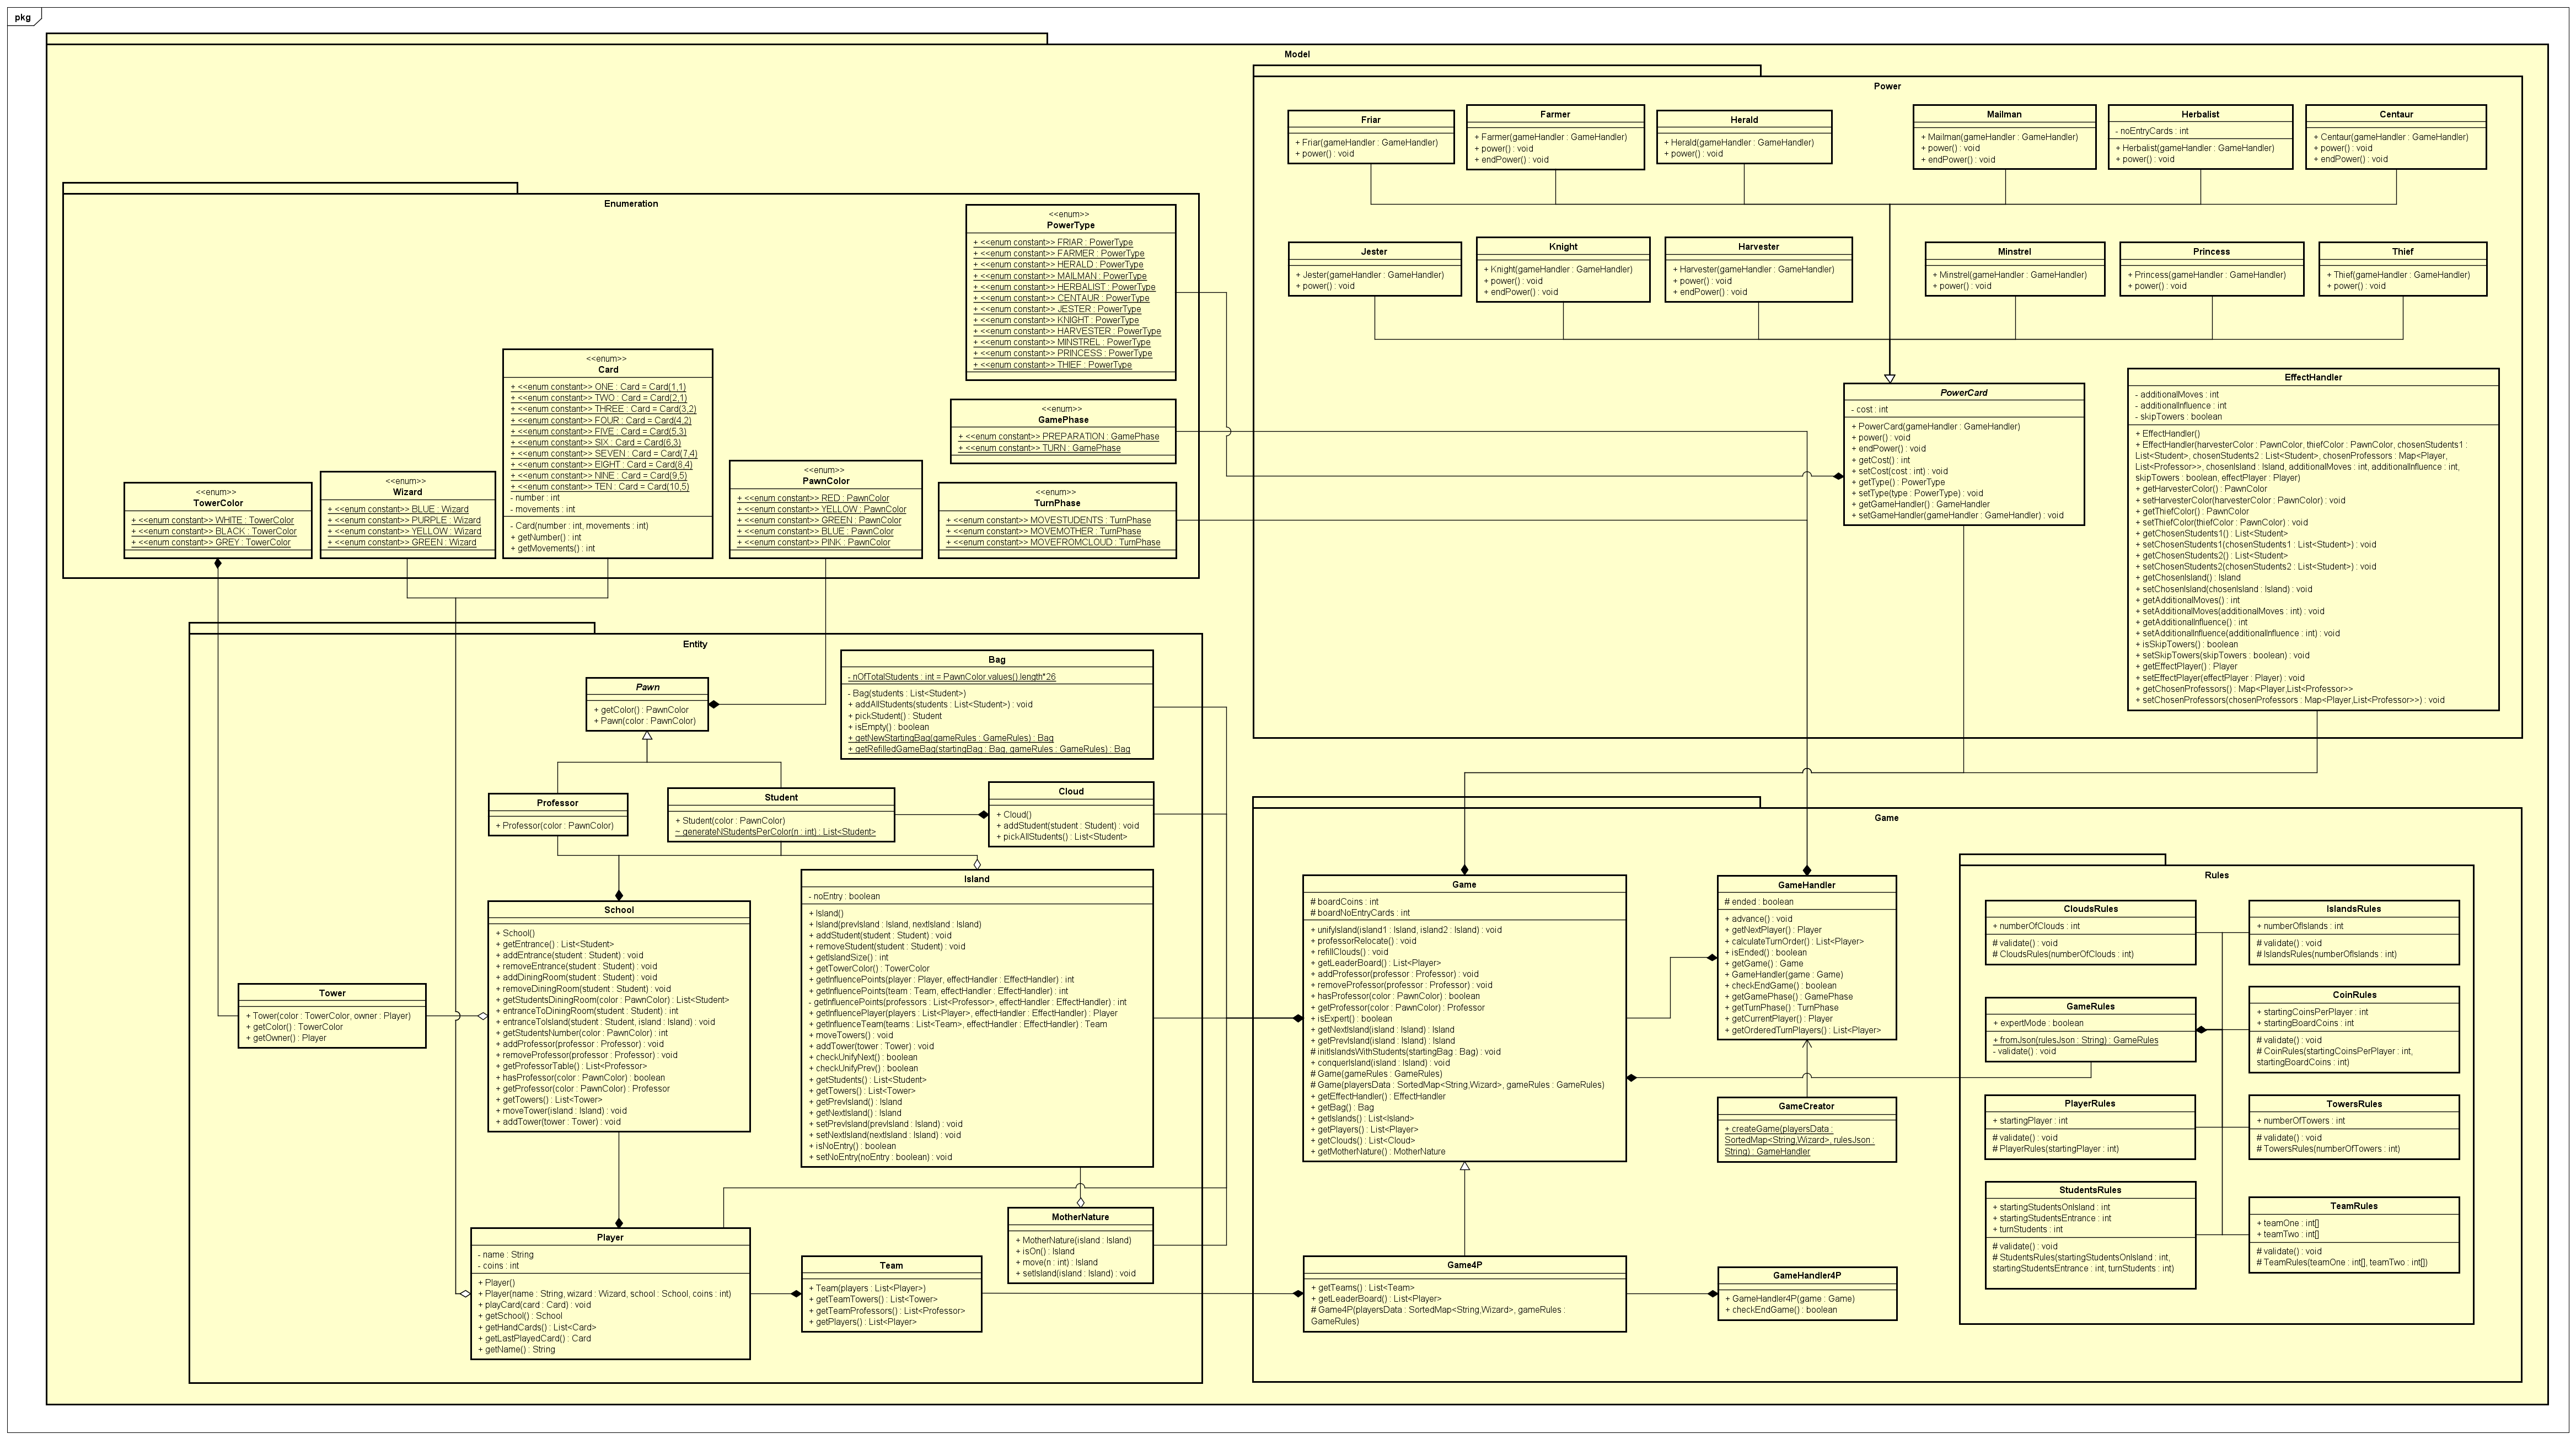 pkg
Model
Power
Friar
+ Friar(gameHandler : GameHandler)
+ power() : void
Farmer
+ Farmer(gameHandler : GameHandler)
+ power() : void
+ endPower() : void
Herald
+ Herald(gameHandler : GameHandler)
+ power() : void
Mailman
+ Mailman(gameHandler : GameHandler)
+ power() : void
+ endPower() : void
Herbalist
- noEntryCards : int
+ Herbalist(gameHandler : GameHandler)
+ power() : void
Centaur
+ Centaur(gameHandler : GameHandler)
+ power() : void
+ endPower() : void
Jester
+ Jester(gameHandler : GameHandler)
+ power() : void
Knight
+ Knight(gameHandler : GameHandler)
+ power() : void
+ endPower() : void
Harvester
+ Harvester(gameHandler : GameHandler)
+ power() : void
+ endPower() : void
Minstrel
+ Minstrel(gameHandler : GameHandler)
+ power() : void
Princess
+ Princess(gameHandler : GameHandler)
+ power() : void
Thief
+ Thief(gameHandler : GameHandler)
+ power() : void
PowerCard
- cost : int
+ PowerCard(gameHandler : GameHandler)
+ power() : void
+ endPower() : void
+ getCost() : int
+ setCost(cost : int) : void
+ getType() : PowerType
+ setType(type : PowerType) : void
+ getGameHandler() : GameHandler
+ setGameHandler(gameHandler : GameHandler) : void
EffectHandler
- additionalMoves : int
- additionalInfluence : int
- skipTowers : boolean
+ EffectHandler()
+ EffectHandler(harvesterColor : PawnColor, thiefColor : PawnColor, chosenStudents1 :
List<Student>, chosenStudents2 : List<Student>, chosenProfessors : Map<Player,
List<Professor>>, chosenIsland : Island, additionalMoves : int, additionalInfluence : int,
skipTowers : boolean, effectPlayer : Player)
+ getHarvesterColor() : PawnColor
+ setHarvesterColor(harvesterColor : PawnColor) : void
+ getThiefColor() : PawnColor
+ setThiefColor(thiefColor : PawnColor) : void
+ getChosenStudents1() : List<Student>
+ setChosenStudents1(chosenStudents1 : List<Student>) : void
+ getChosenStudents2() : List<Student>
+ setChosenStudents2(chosenStudents2 : List<Student>) : void
+ getChosenIsland() : Island
+ setChosenIsland(chosenIsland : Island) : void
+ getAdditionalMoves() : int
+ setAdditionalMoves(additionalMoves : int) : void
+ getAdditionalInfluence() : int
+ setAdditionalInfluence(additionalInfluence : int) : void
+ isSkipTowers() : boolean
+ setSkipTowers(skipTowers : boolean) : void
+ getEffectPlayer() : Player
+ setEffectPlayer(effectPlayer : Player) : void
+ getChosenProfessors() : Map<Player,List<Professor>>
+ setChosenProfessors(chosenProfessors : Map<Player,List<Professor>>) : void
Enumeration
<<enum>>
PowerType
+ <<enum constant>> FRIAR : PowerType
+ <<enum constant>> FARMER : PowerType
+ <<enum constant>> HERALD : PowerType
+ <<enum constant>> MAILMAN : PowerType
+ <<enum constant>> HERBALIST : PowerType
+ <<enum constant>> CENTAUR : PowerType
+ <<enum constant>> JESTER : PowerType
+ <<enum constant>> KNIGHT : PowerType
+ <<enum constant>> HARVESTER : PowerType
+ <<enum constant>> MINSTREL : PowerType
+ <<enum constant>> PRINCESS : PowerType
+ <<enum constant>> THIEF : PowerType
<<enum>>
Card
+ <<enum constant>> ONE : Card = Card(1,1)
+ <<enum constant>> TWO : Card = Card(2,1)
+ <<enum constant>> THREE : Card = Card(3,2)
+ <<enum constant>> FOUR : Card = Card(4,2)
+ <<enum constant>> FIVE : Card = Card(5,3)
+ <<enum constant>> SIX : Card = Card(6,3)
+ <<enum constant>> SEVEN : Card = Card(7,4)
+ <<enum constant>> EIGHT : Card = Card(8,4)
+ <<enum constant>> NINE : Card = Card(9,5)
+ <<enum constant>> TEN : Card = Card(10,5)
- number : int
- movements : int
- Card(number : int, movements : int)
+ getNumber() : int
+ getMovements() : int
<<enum>>
GamePhase
+ <<enum constant>> PREPARATION : GamePhase
+ <<enum constant>> TURN : GamePhase
<<enum>>
TowerColor
+ <<enum constant>> WHITE : TowerColor
+ <<enum constant>> BLACK : TowerColor
+ <<enum constant>> GREY : TowerColor
<<enum>>
Wizard
+ <<enum constant>> BLUE : Wizard
+ <<enum constant>> PURPLE : Wizard
+ <<enum constant>> YELLOW : Wizard
+ <<enum constant>> GREEN : Wizard
<<enum>>
PawnColor
+ <<enum constant>> RED : PawnColor
+ <<enum constant>> YELLOW : PawnColor
+ <<enum constant>> GREEN : PawnColor
+ <<enum constant>> BLUE : PawnColor
+ <<enum constant>> PINK : PawnColor
<<enum>>
TurnPhase
+ <<enum constant>> MOVESTUDENTS : TurnPhase
+ <<enum constant>> MOVEMOTHER : TurnPhase
+ <<enum constant>> MOVEFROMCLOUD : TurnPhase
Entity
Pawn
+ getColor() : PawnColor
+ Pawn(color : PawnColor)
Bag
- nOfTotalStudents : int = PawnColor.values().length*26
- Bag(students : List<Student>)
+ addAllStudents(students : List<Student>) : void
+ pickStudent() : Student
+ isEmpty() : boolean
+ getNewStartingBag(gameRules : GameRules) : Bag
+ getRefilledGameBag(startingBag : Bag, gameRules : GameRules) : Bag
Professor
+ Professor(color : PawnColor)
Student
+ Student(color : PawnColor)
~ generateNStudentsPerColor(n : int) : List<Student>
Cloud
+ Cloud()
+ addStudent(student : Student) : void
+ pickAllStudents() : List<Student>
School
+ School()
+ getEntrance() : List<Student>
+ addEntrance(student : Student) : void
+ removeEntrance(student : Student) : void
+ addDiningRoom(student : Student) : void
+ removeDiningRoom(student : Student) : void
+ getStudentsDiningRoom(color : PawnColor) : List<Student>
+ entranceToDiningRoom(student : Student) : int
+ entranceToIsland(student : Student, island : Island) : void
+ getStudentsNumber(color : PawnColor) : int
+ addProfessor(professor : Professor) : void
+ removeProfessor(professor : Professor) : void
+ getProfessorTable() : List<Professor>
+ hasProfessor(color : PawnColor) : boolean
+ getProfessor(color : PawnColor) : Professor
+ getTowers() : List<Tower>
+ moveTower(island : Island) : void
+ addTower(tower : Tower) : void
Island
- noEntry : boolean
+ Island()
+ Island(prevIsland : Island, nextIsland : Island)
+ addStudent(student : Student) : void
+ removeStudent(student : Student) : void
+ getIslandSize() : int
+ getTowerColor() : TowerColor
+ getInfluencePoints(player : Player, effectHandler : EffectHandler) : int
+ getInfluencePoints(team : Team, effectHandler : EffectHandler) : int
- getInfluencePoints(professors : List<Professor>, effectHandler : EffectHandler) : int
+ getInfluencePlayer(players : List<Player>, effectHandler : EffectHandler) : Player
+ getInfluenceTeam(teams : List<Team>, effectHandler : EffectHandler) : Team
+ moveTowers() : void
+ addTower(tower : Tower) : void
+ checkUnifyNext() : boolean
+ checkUnifyPrev() : boolean
+ getStudents() : List<Student>
+ getTowers() : List<Tower>
+ getPrevIsland() : Island
+ getNextIsland() : Island
+ setPrevIsland(prevIsland : Island) : void
+ setNextIsland(nextIsland : Island) : void
+ isNoEntry() : boolean
+ setNoEntry(noEntry : boolean) : void
Tower
+ Tower(color : TowerColor, owner : Player)
+ getColor() : TowerColor
+ getOwner() : Player
MotherNature
+ MotherNature(island : Island)
+ isOn() : Island
+ move(n : int) : Island
+ setIsland(island : Island) : void
Player
- name : String
- coins : int
+ Player()
+ Player(name : String, wizard : Wizard, school : School, coins : int)
+ playCard(card : Card) : void
+ getSchool() : School
+ getHandCards() : List<Card>
+ getLastPlayedCard() : Card
+ getName() : String
Team
+ Team(players : List<Player>)
+ getTeamTowers() : List<Tower>
+ getTeamProfessors() : List<Professor>
+ getPlayers() : List<Player>
Game
Game
# boardCoins : int
# boardNoEntryCards : int
+ unifyIsland(island1 : Island, island2 : Island) : void
+ professorRelocate() : void
+ refillClouds() : void
+ getLeaderBoard() : List<Player>
+ addProfessor(professor : Professor) : void
+ removeProfessor(professor : Professor) : void
+ hasProfessor(color : PawnColor) : boolean
+ getProfessor(color : PawnColor) : Professor
+ isExpert() : boolean
+ getNextIsland(island : Island) : Island
+ getPrevIsland(island : Island) : Island
# initIslandsWithStudents(startingBag : Bag) : void
+ conquerIsland(island : Island) : void
# Game(gameRules : GameRules)
# Game(playersData : SortedMap<String,Wizard>, gameRules : GameRules)
+ getEffectHandler() : EffectHandler
+ getBag() : Bag
+ getIslands() : List<Island>
+ getPlayers() : List<Player>
+ getClouds() : List<Cloud>
+ getMotherNature() : MotherNature
GameHandler
# ended : boolean
+ advance() : void
+ getNextPlayer() : Player
+ calculateTurnOrder() : List<Player>
+ isEnded() : boolean
+ getGame() : Game
+ GameHandler(game : Game)
+ checkEndGame() : boolean
+ getGamePhase() : GamePhase
+ getTurnPhase() : TurnPhase
+ getCurrentPlayer() : Player
+ getOrderedTurnPlayers() : List<Player>
GameCreator
+ createGame(playersData :
SortedMap<String,Wizard>, rulesJson :
String) : GameHandler
Game4P
+ getTeams() : List<Team>
+ getLeaderBoard() : List<Player>
# Game4P(playersData : SortedMap<String,Wizard>, gameRules :
GameRules)
GameHandler4P
+ GameHandler4P(game : Game)
+ checkEndGame() : boolean
Rules
CloudsRules
+ numberOfClouds : int
# validate() : void
# CloudsRules(numberOfClouds : int)
IslandsRules
+ numberOfIslands : int
# validate() : void
# IslandsRules(numberOfIslands : int)
GameRules
+ expertMode : boolean
+ fromJson(rulesJson : String) : GameRules
- validate() : void
CoinRules
+ startingCoinsPerPlayer : int
+ startingBoardCoins : int
# validate() : void
# CoinRules(startingCoinsPerPlayer : int,
startingBoardCoins : int)
PlayerRules
+ startingPlayer : int
# validate() : void
# PlayerRules(startingPlayer : int)
TowersRules
+ numberOfTowers : int
# validate() : void
# TowersRules(numberOfTowers : int)
StudentsRules
+ startingStudentsOnIsland : int
+ startingStudentsEntrance : int
+ turnStudents : int
# validate() : void
# StudentsRules(startingStudentsOnIsland : int,
startingStudentsEntrance : int, turnStudents : int)
TeamRules
+ teamOne : int[]
+ teamTwo : int[]
# validate() : void
# TeamRules(teamOne : int[], teamTwo : int[])